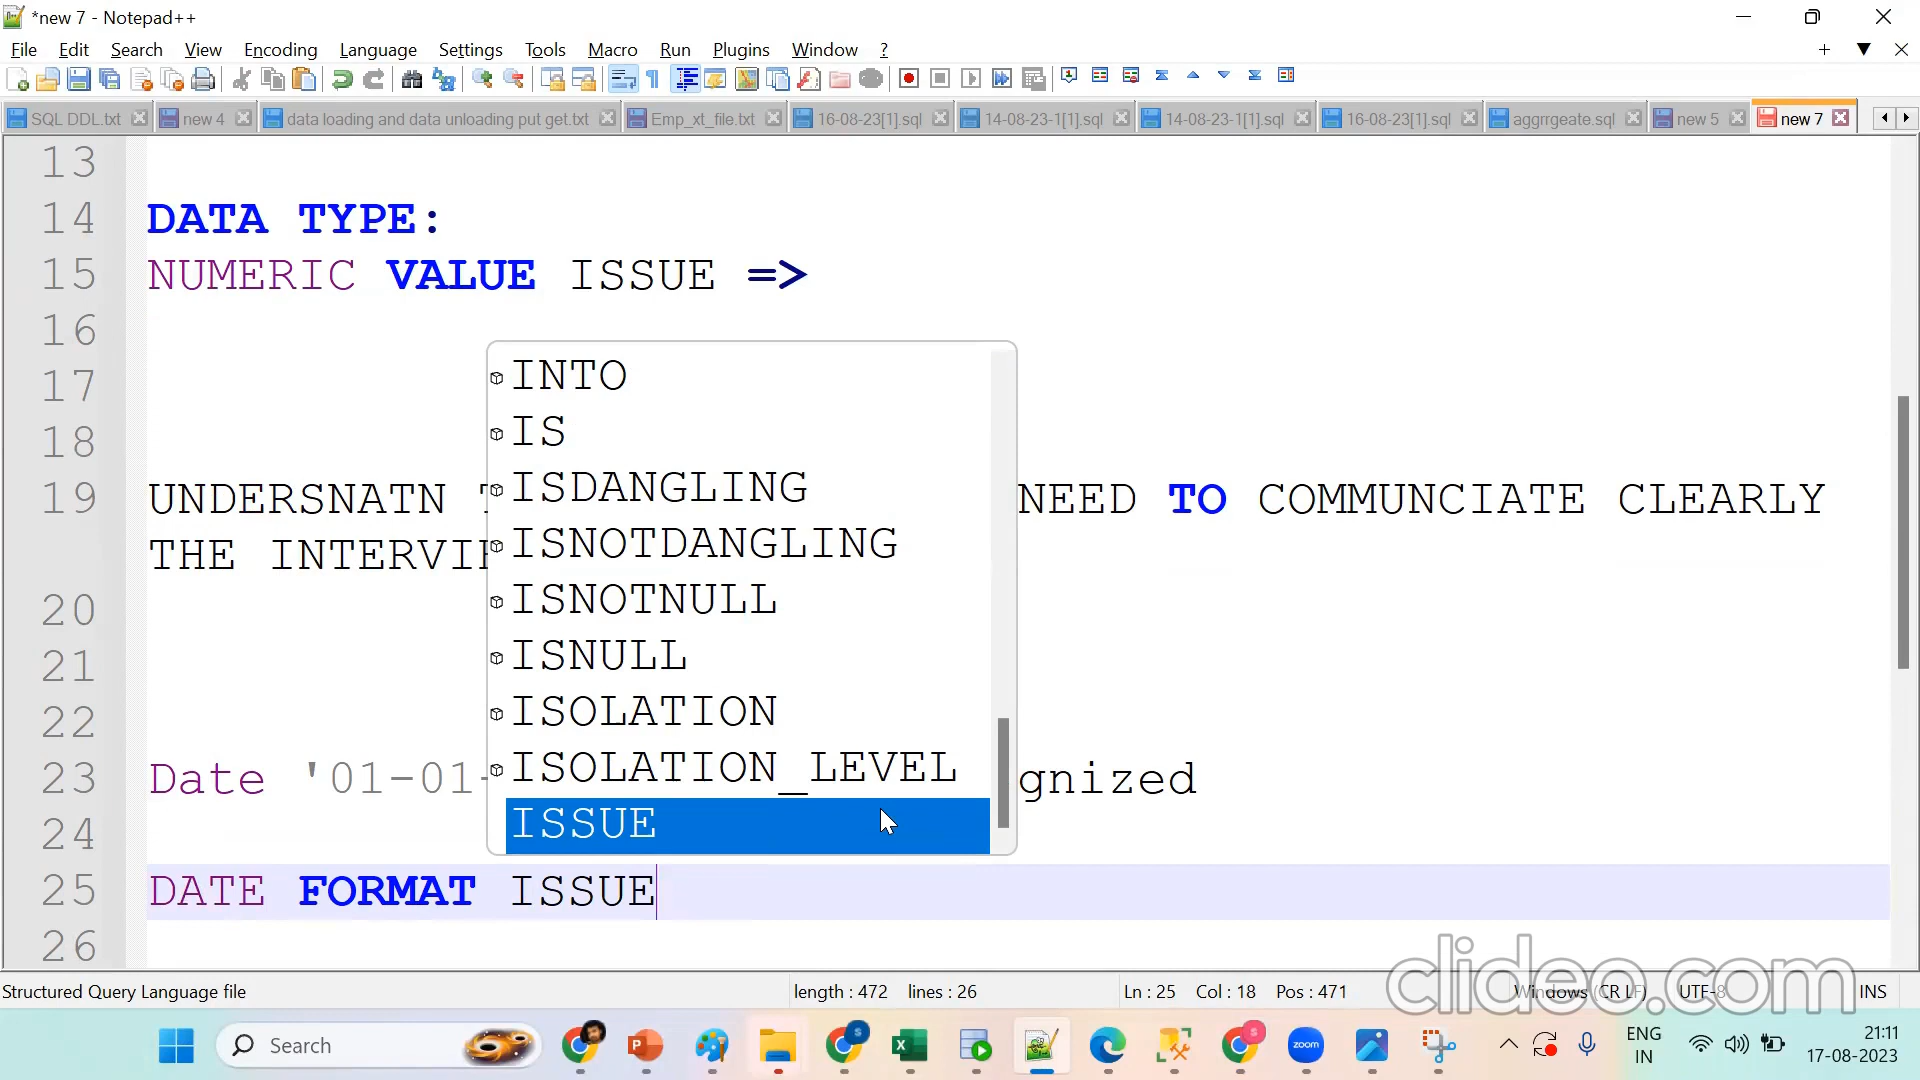 *new 7 - Notepad++
File Edit Search View Encoding Language Settings Tools Macro Run Plugins Window ?
SQL DDL.txt new 4 data loading and data unloading put get.txt Emp_xt_file.txt 16-08-23[1].sql 14-08-23-1[1].sql 14-08-23-1[1].sql 16-08-23[1].sql aggrrgeate.sql new 5 new 7
13
14 DATA TYPE:
15 NUMERIC VALUE ISSUE =>
16
17
18
19 UNDERSNATN NEED TO COMMUNCIATE CLEARLY
THE
20
21
22
23 Date '01-01-
24
25 DATE FORMAT ISSUE
26
INTO
IS
ISDANGLING
ISNOTDANGLING
ISNOTNULL
ISNULL
ISOLATION
ISOLATION_LEVEL
ISSUE
Structured Query Language file length : 472 lines : 26 Ln : 25 Col : 18 Pos : 471 Windows (CR LF) UTF-8 INS
clideo.com
Search
zoom
ENG
IN
21:11
17-08-2023